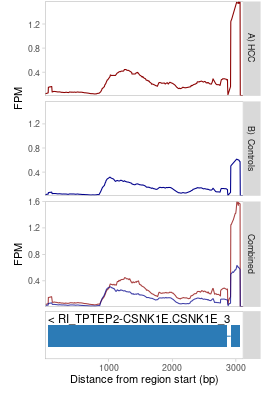 1.2
0.8
0.4
FPM
A) HCC
1.2
0.8
0.4
FPM
B) Controls
1.6
1.2
0.8
0.4
FPM
Combined
< RI_TPTEP2-CSNK1E.CSNK1E_3
1000 2000 3000
Distance from region start (bp)